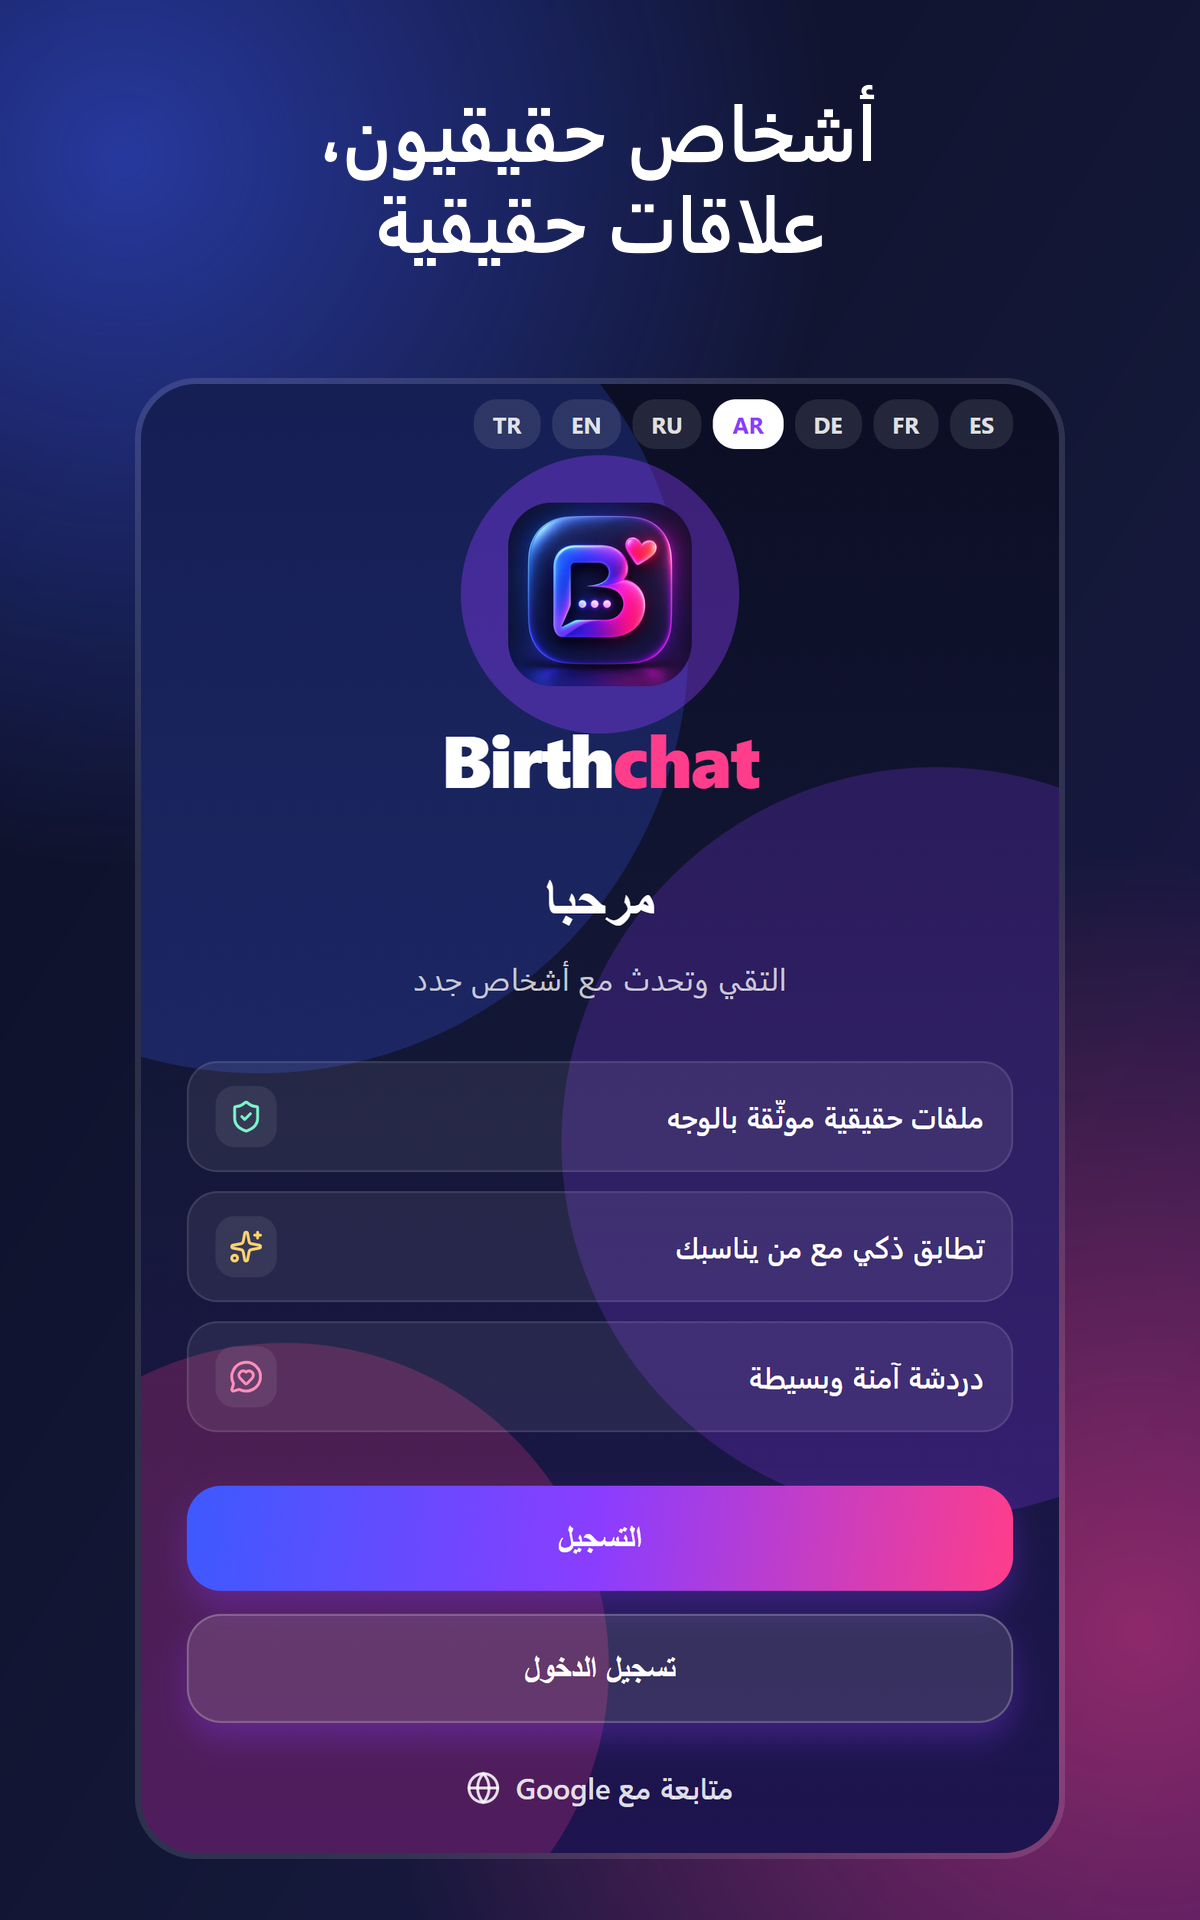 أشخاص حقيقيون،
علاقات حقيقية
TR EN RU AR DE FR ES
Birthchat
مرحبا
التقي وتحدث مع أشخاص جدد
ملفات حقيقية موثّقة بالوجه
تطابق ذكي مع من يناسبك
دردشة آمنة وبسيطة
التسجيل
تسجيل الدخول
متابعة مع Google